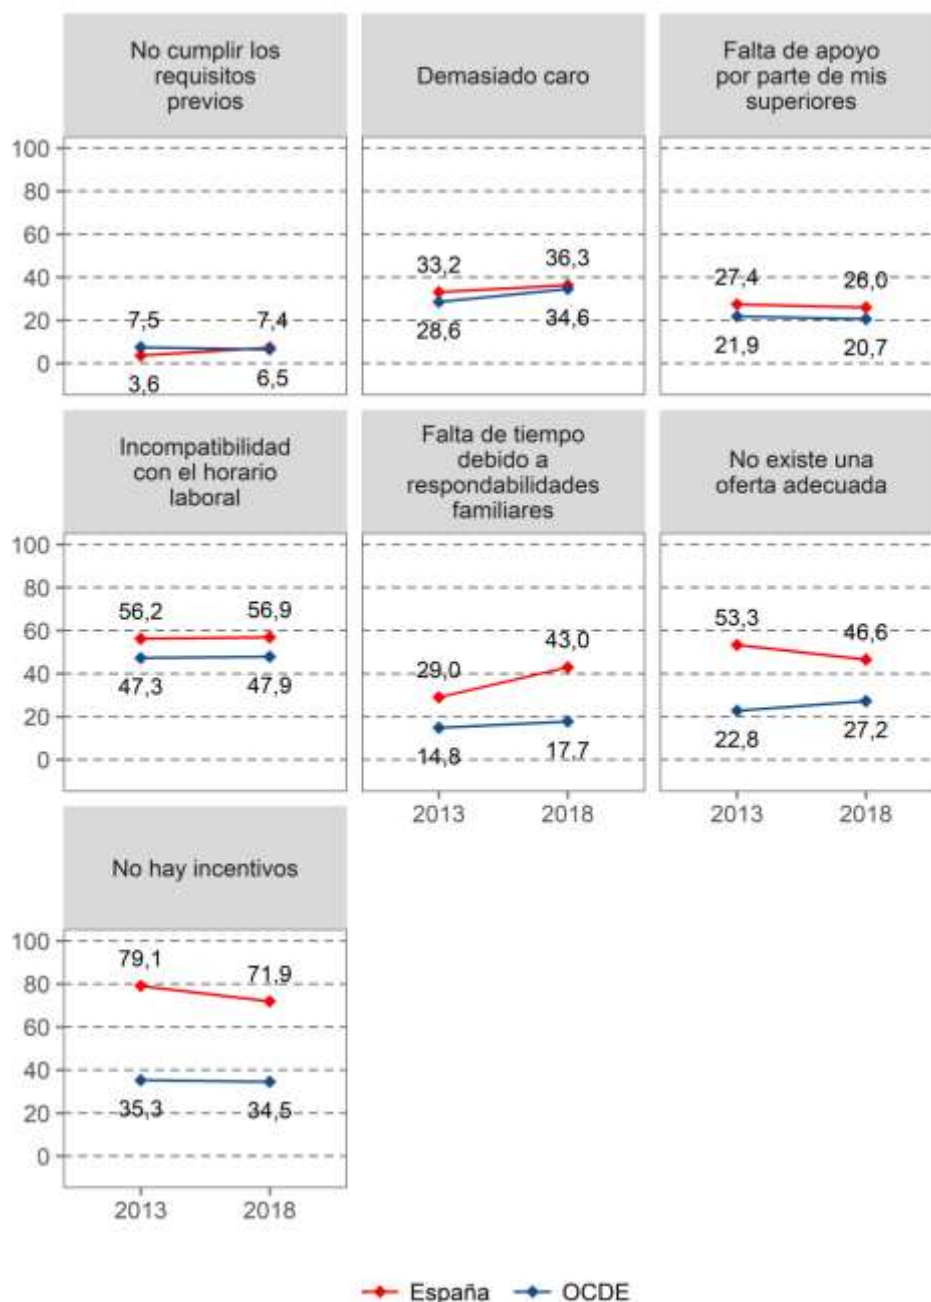 No cumplir los
requisitos
previos
Demasiado caro
Falta de apoyo
por parte de mis
superiores
100
80
60
40
20
0
7,5
7,4
3,6
6,5
33,2
36,3
28,6
34,6
27,4
26,0
21,9
20,7
Incompatibilidad
con el horario
laboral
Falta de tiempo
debido a
respondabilidades
familiares
No existe una
oferta adecuada
100
80
60
40
20
0
56,2
56,9
47,3
47,9
29,0
43,0
14,8
17,7
53,3
46,6
22,8
27,2
2013
2018
2013
2018
No hay incentivos
100
80
60
40
20
0
79,1
71,9
35,3
34,5
2013
2018
España
OCDE